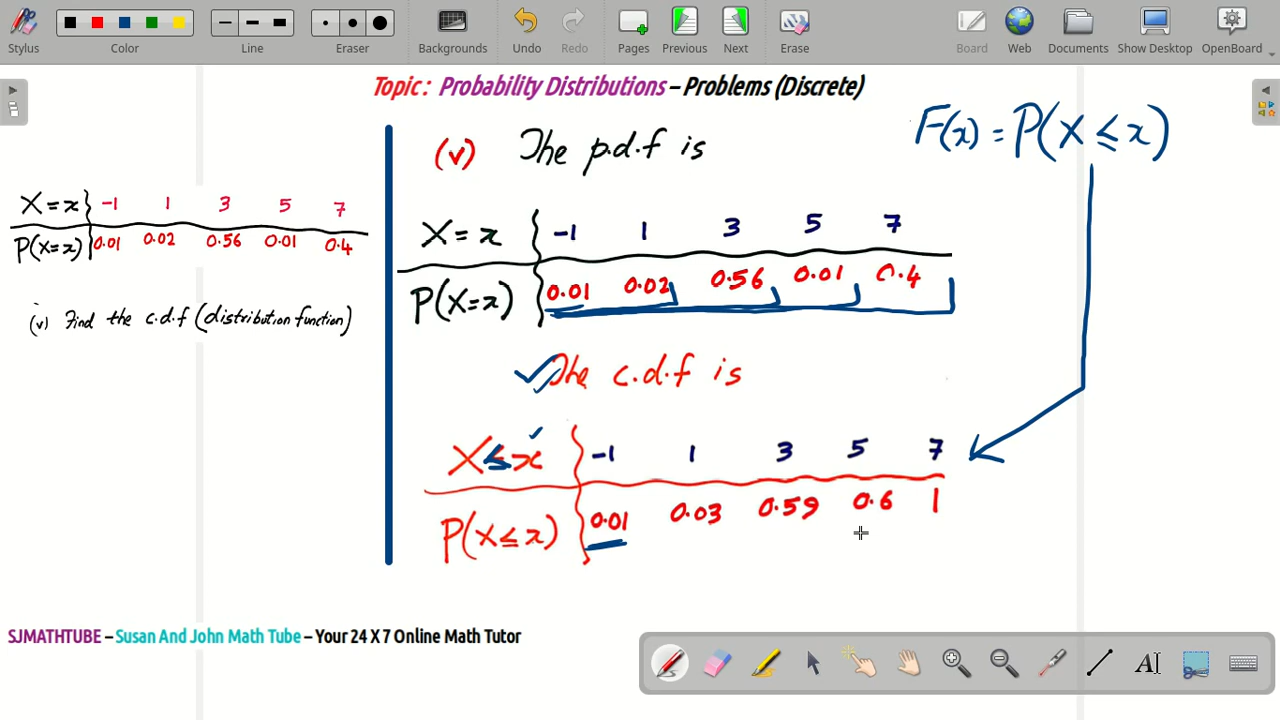 Stylus Color Line Eraser Backgrounds Undo Redo Pages Previous Next Erase Board Web Documents Show Desktop OpenBoard
Topic : Probability Distributions – Problems (Discrete)
X = x -1 1 3 5 7
P(X=x) 0.01 0.02 0.56 0.01 0.4
(v) Find the c.d.f (distribution function)
(v) The p.d.f is
F(x) = P(X ≤ x)
X = x -1 1 3 5 7
P(X=x) 0.01 0.02 0.56 0.01 0.4
The c.d.f is
X ≤ x -1 1 3 5 7
P(X ≤ x) 0.01 0.03 0.59 0.6 1
SJMATHTUBE – Susan And John Math Tube – Your 24 X 7 Online Math Tutor